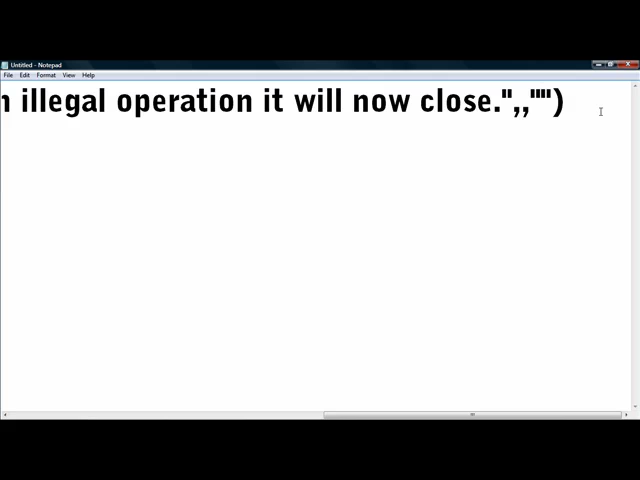 Untitled - Notepad
File Edit Format View Help
illegal operation it will now close.",,"""")